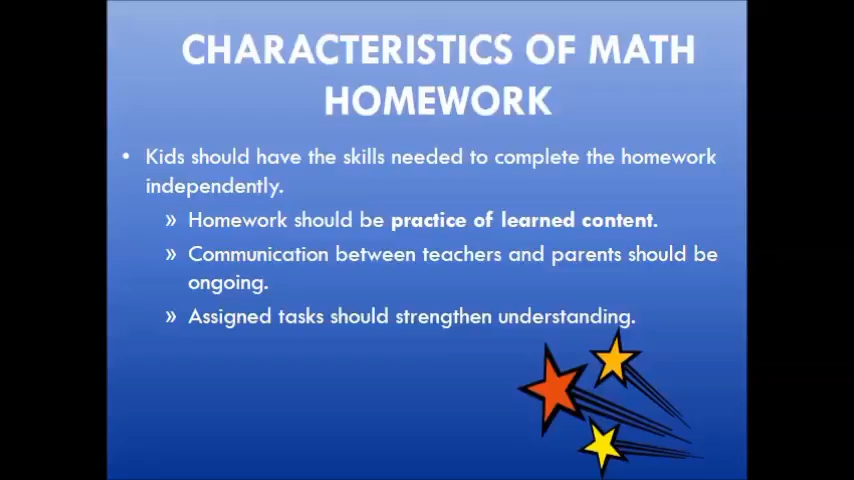 CHARACTERISTICS OF MATH
HOMEWORK
• Kids should have the skills needed to complete the homework
independently.
» Homework should be practice of learned content.
» Communication between teachers and parents should be
ongoing.
» Assigned tasks should strengthen understanding.